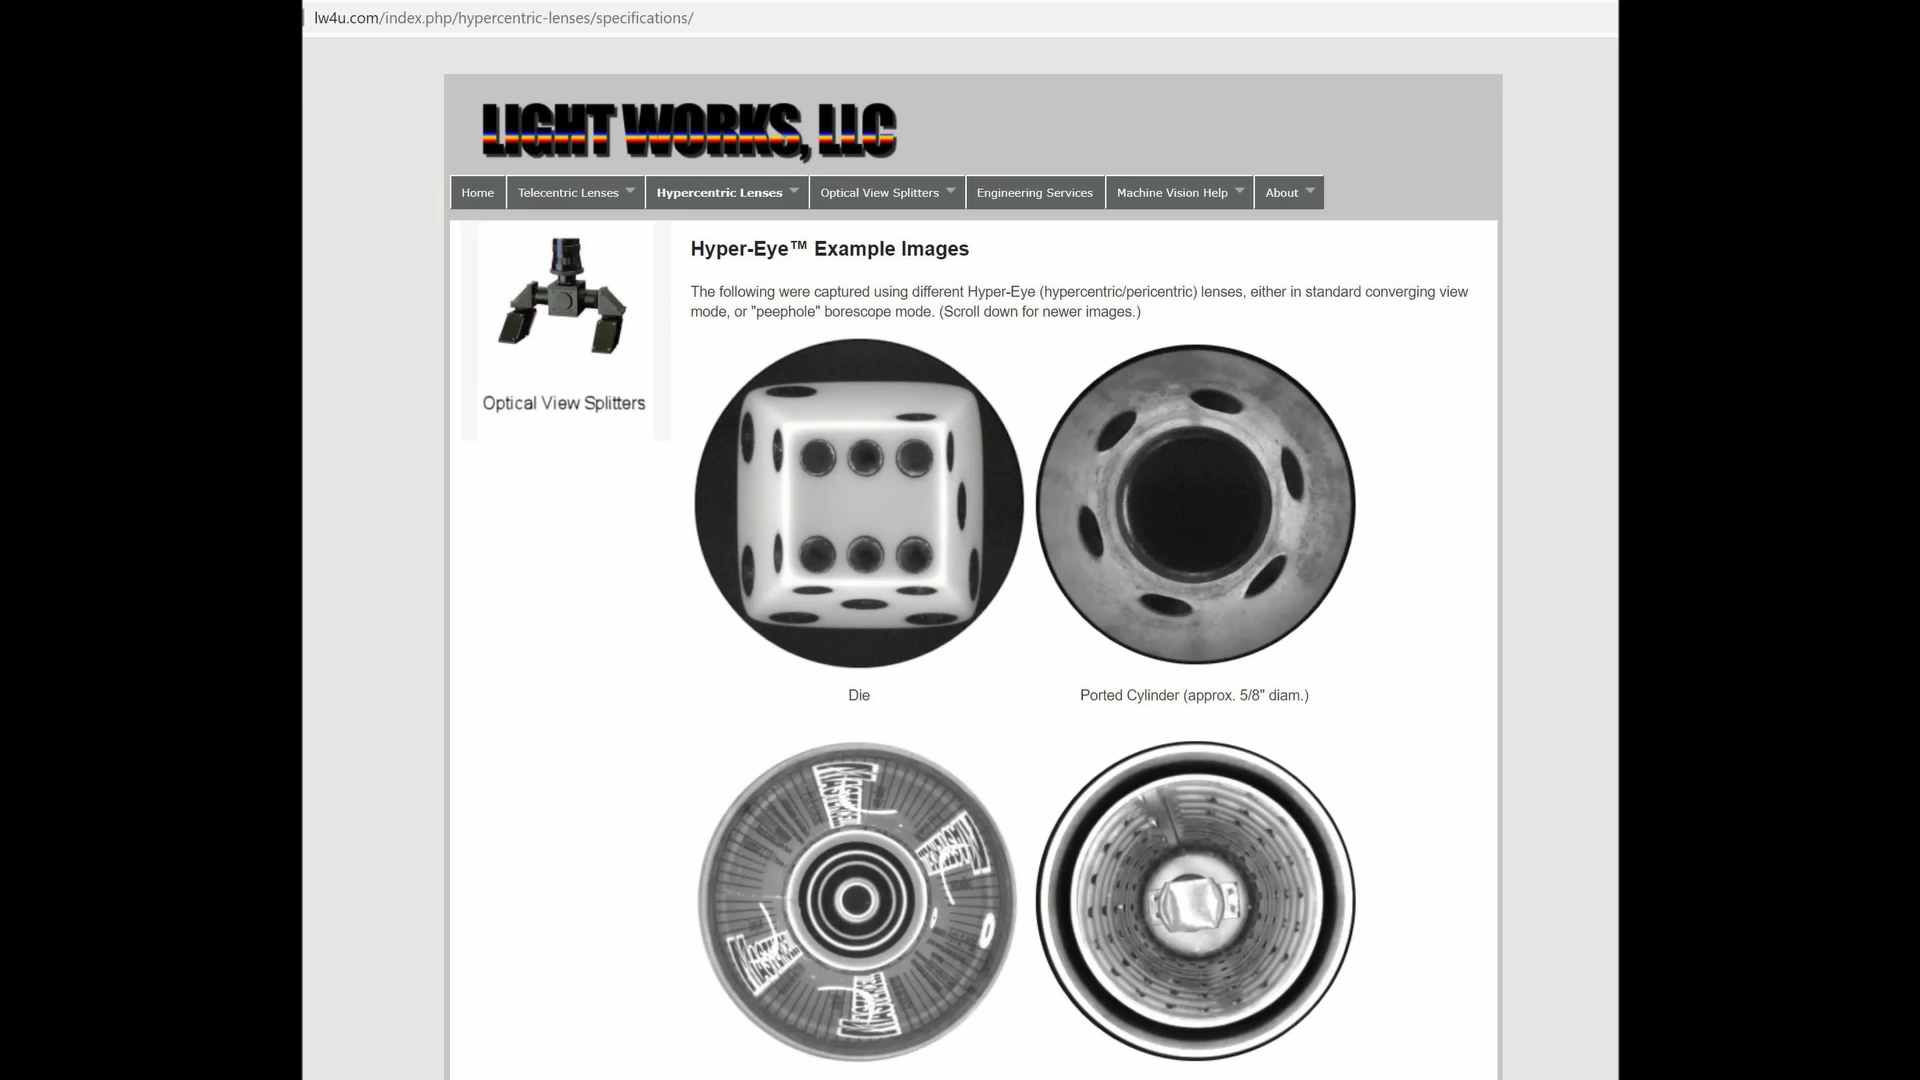 lw4u.com/index.php/hypercentric-lenses/specifications/
LIGHT WORKS, LLC
Home
Telecentric Lenses
Hypercentric Lenses
Optical View Splitters
Engineering Services
Machine Vision Help
About
Optical View Splitters
Hyper-Eye™ Example Images
The following were captured using different Hyper-Eye (hypercentric/pericentric) lenses, either in standard converging view
mode, or "peephole" borescope mode. (Scroll down for newer images.)
Die
Ported Cylinder (approx. 5/8" diam.)